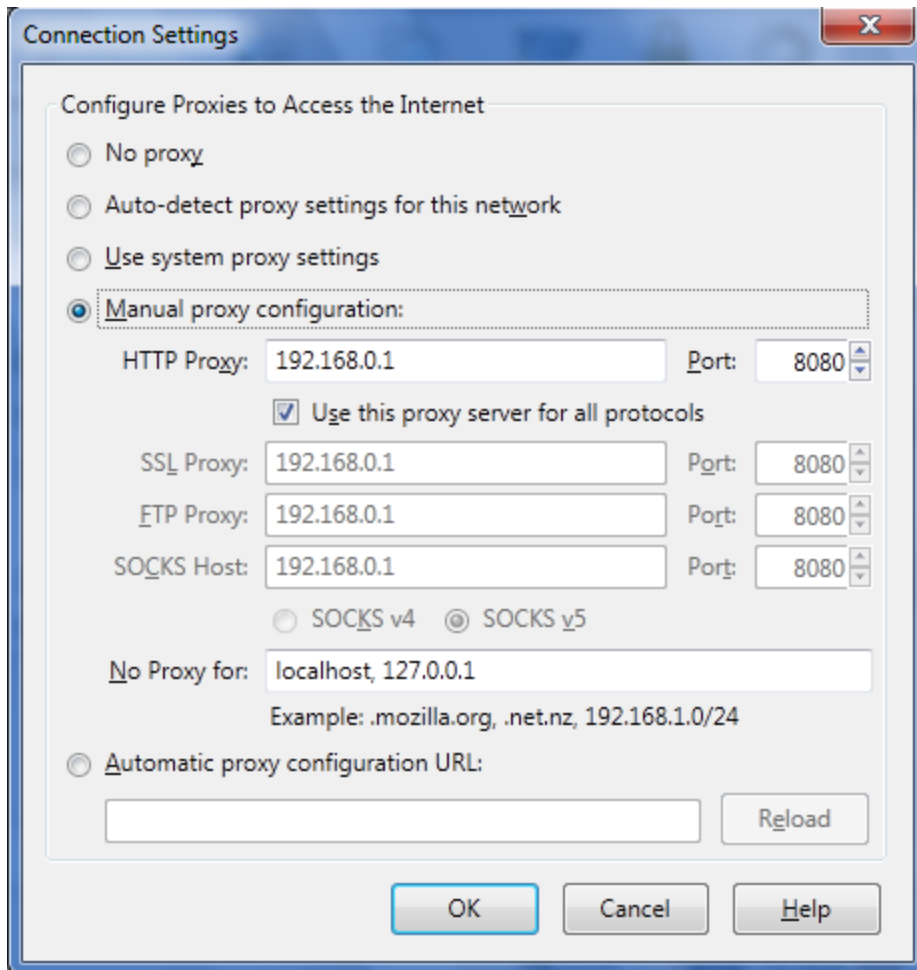 Connection Settings
Configure Proxies to Access the Internet
No proxy
Auto-detect proxy settings for this network
Use system proxy settings
Manual proxy configuration:
HTTP Proxy: 192.168.0.1 Port: 8080
Use this proxy server for all protocols
SSL Proxy: 192.168.0.1 Port: 8080
FTP Proxy: 192.168.0.1 Port: 8080
SOCKS Host: 192.168.0.1 Port: 8080
SOCKS v4 SOCKS v5
No Proxy for: localhost, 127.0.0.1
Example: .mozilla.org, .net.nz, 192.168.1.0/24
Automatic proxy configuration URL:
Reload
OK Cancel Help